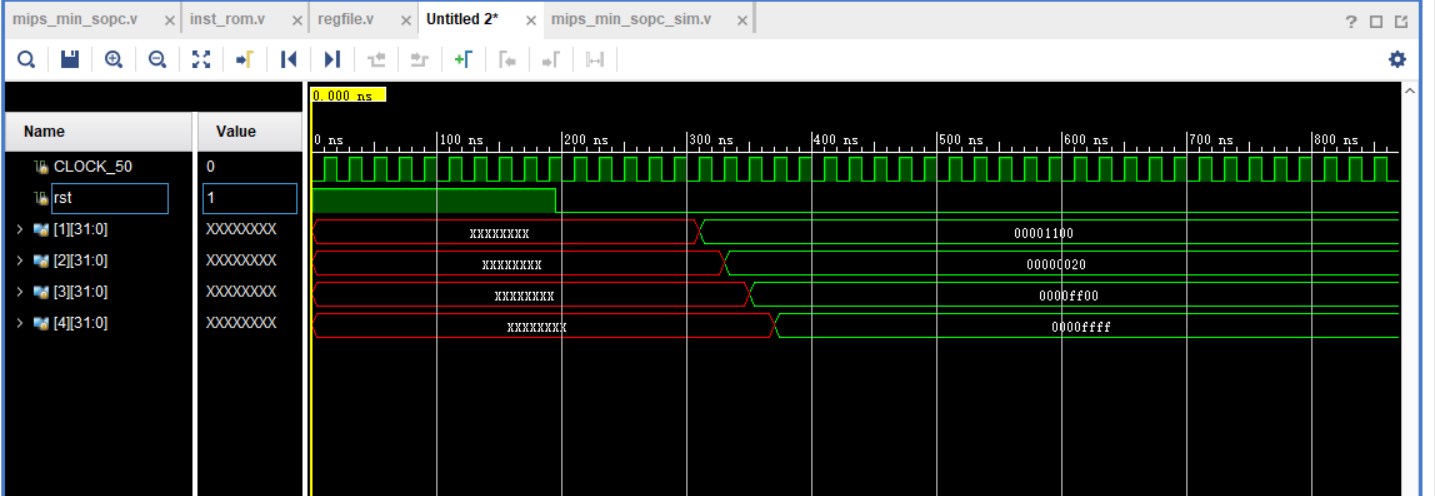 mips_min_sopc.v × inst_rom.v × regfile.v × Untitled 2* × mips_min_sopc_sim.v × ?
0.000 ns
Name Value 0 ns 100 ns 200 ns 300 ns 400 ns 500 ns 600 ns 700 ns 800 ns
CLOCK_50 0
rst 1
[1][31:0] XXXXXXXX XXXXXXXX 00001100
[2][31:0] XXXXXXXX XXXXXXXX 00000020
[3][31:0] XXXXXXXX XXXXXXXX 0000ff00
[4][31:0] XXXXXXXX XXXXXXXX 0000ffff